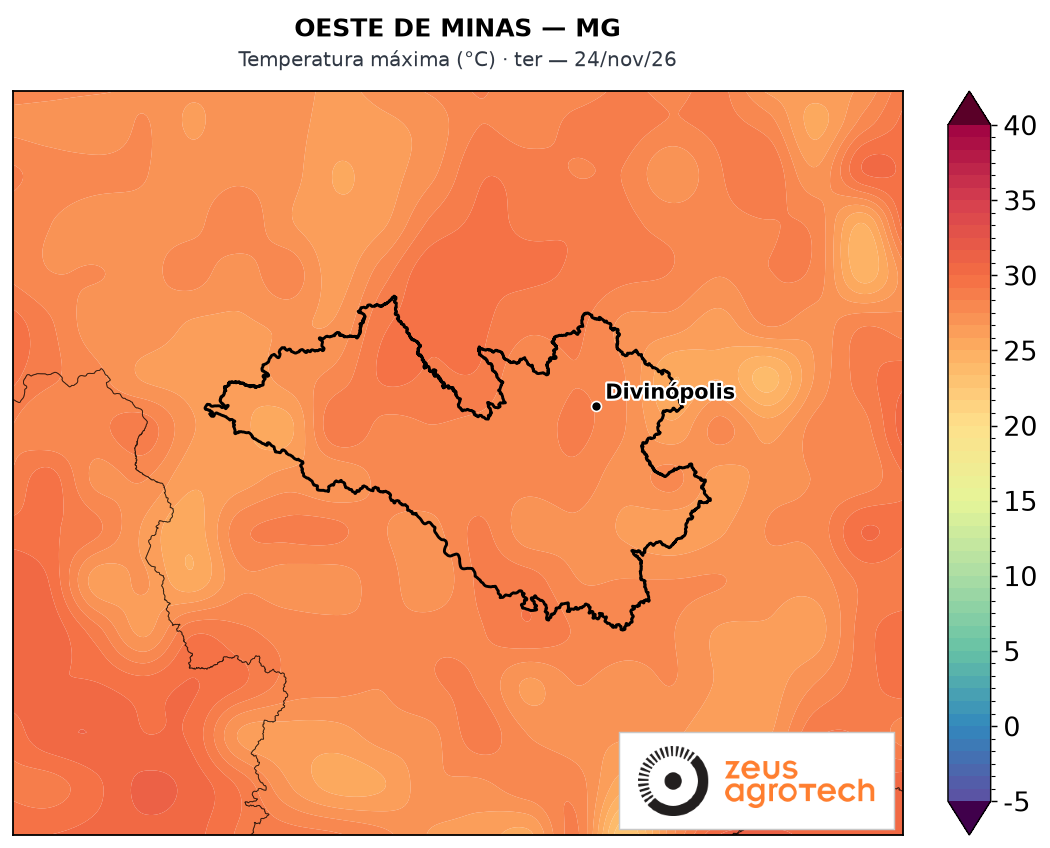 OESTE DE MINAS — MG
Temperatura máxima (°C) · ter — 24/nov/26
40
35
30
25
20
15
10
5
0
-5
Divinópolis
zeus
agrotech